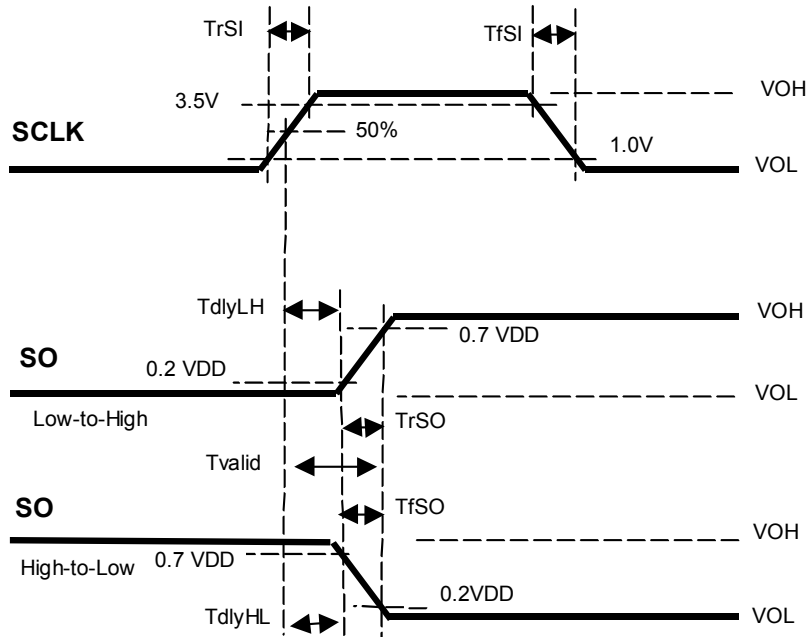 TrSI TfSI
3.5V VOH
SCLK 50%
1.0V
VOL
TdlyLH VOH
0.7 VDD
SO
0.2 VDD
VOL
Low-to-High TrSO
Tvalid
SO TfSO
VOH
0.7 VDD
High-to-Low
0.2VDD
TdlyHL VOL